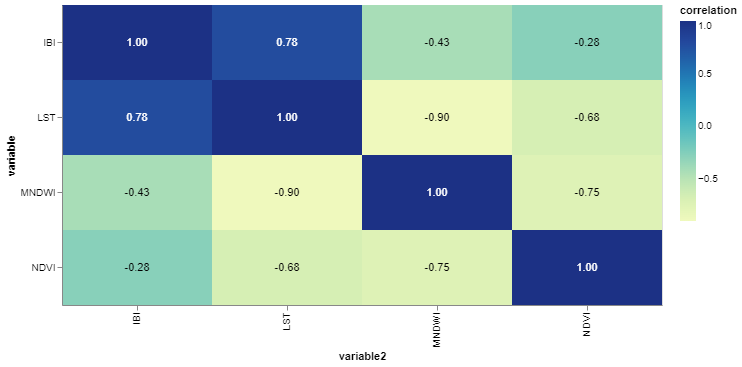 correlation
IBI 1.00 0.78 -0.43 -0.28
LST 0.78 1.00 -0.90 -0.68
MNDWI -0.43 -0.90 1.00 -0.75
NDVI -0.28 -0.68 -0.75 1.00
variable
IBI LST MNDWI NDVI
variable2
1.0
0.5
0.0
−0.5